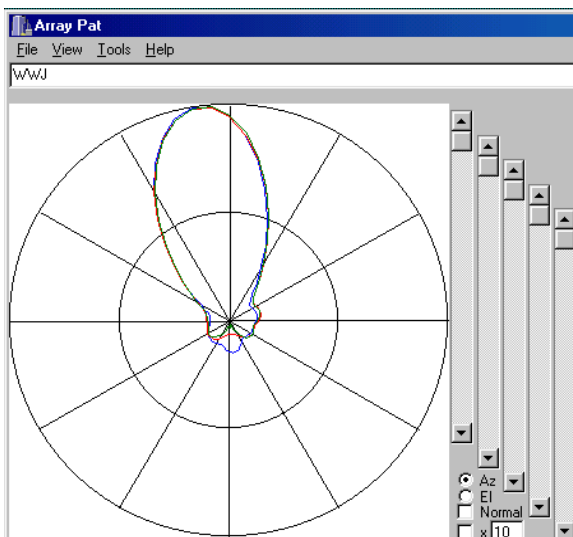 Array Pat
File View Tools Help
WWJ
Az
El
Normal
x 10